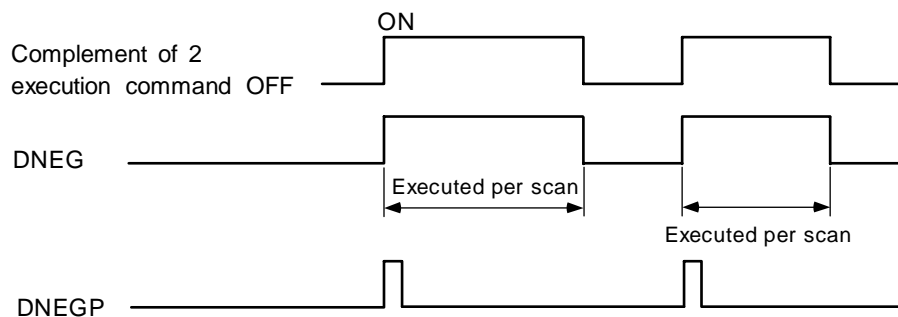 ON
Complement of 2
execution command OFF
DNEG
Executed per scan
Executed per scan
DNEGP